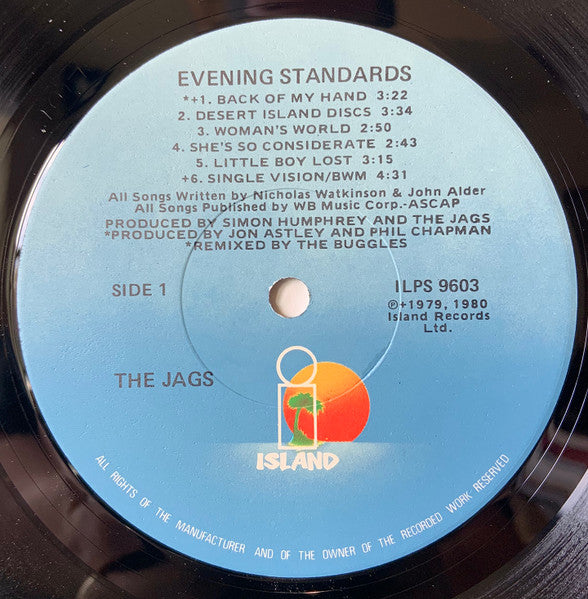 EVENING STANDARDS
*+1. BACK OF MY HAND 3:22
2. DESERT ISLAND DISCS 3:34
3. WOMAN'S WORLD 2:50
4. SHE'S SO CONSIDERATE 2:43
5. LITTLE BOY LOST 3:15
+6. SINGLE VISION/BWM 4:31
All Songs Written by Nicholas Watkinson & John Alder
All Songs Published by WB Music Corp.-ASCAP
PRODUCED BY SIMON HUMPHREY AND THE JAGS
*PRODUCED BY JON ASTLEY AND PHIL CHAPMAN
*REMIXED BY THE BUGGLES
SIDE 1
ILPS 9603
℗+1979, 1980
Island Records
Ltd.
THE JAGS
i
ISLAND
ALL RIGHTS OF THE MANUFACTURER AND OF THE OWNER OF THE RECORDED WORK RESERVED